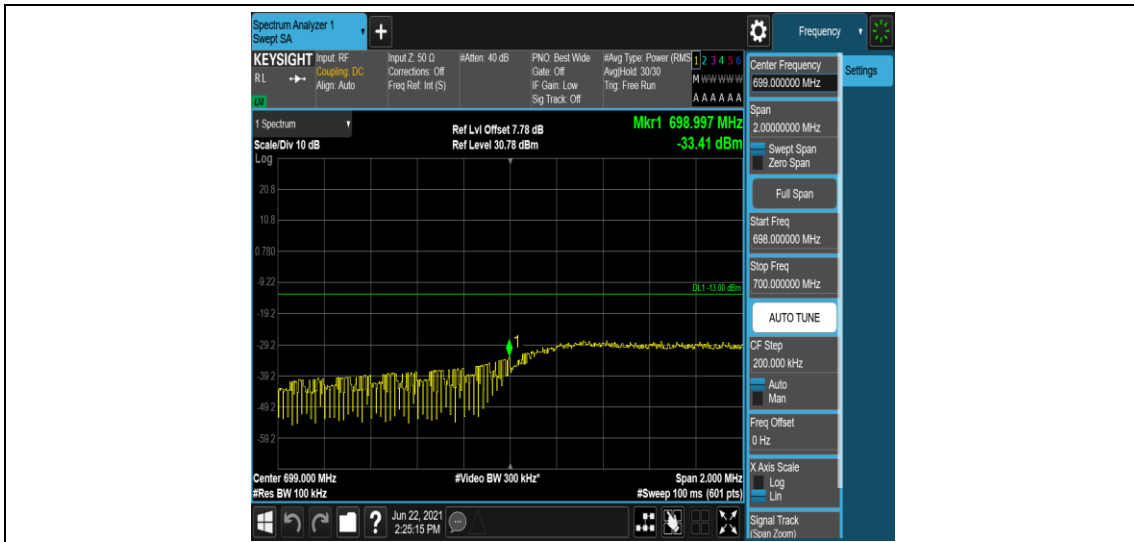 Spectrum Analyzer 1
Swept SA
+
Frequency
KEYSIGHT
RL
LXI
Input: RF
Coupling: DC
Align: Auto
Input Z: 50 Ω
Corrections: Off
Freq Ref: Int (S)
#Atten: 40 dB
PNO: Best Wide
Gate: Off
IF Gain: Low
Sig Track: Off
#Avg Type: Power (RMS
Avg|Hold: 30/30
Trig: Free Run
1 2 3 4 5 6
M W W W W W
A A A A A A
1 Spectrum
Scale/Div 10 dB
Log
Ref Lvl Offset 7.78 dB
Ref Level 30.78 dBm
Mkr1 698.997 MHz
-33.41 dBm
20.8
10.8
0.780
-9.22
DL1 -13.00 dBm
-19.2
-29.2
1
-39.2
-49.2
-59.2
Center 699.000 MHz
#Res BW 100 kHz
#Video BW 300 kHz*
Span 2.000 MHz
#Sweep 100 ms (601 pts)
Center Frequency
699.000000 MHz
Settings
Span
2.00000000 MHz
Swept Span
Zero Span
Full Span
Start Freq
698.000000 MHz
Stop Freq
700.000000 MHz
AUTO TUNE
CF Step
200.000 kHz
Auto
Man
Freq Offset
0 Hz
X Axis Scale
Log
Lin
Signal Track
(Span Zoom)
?
Jun 22, 2021
2:25:15 PM